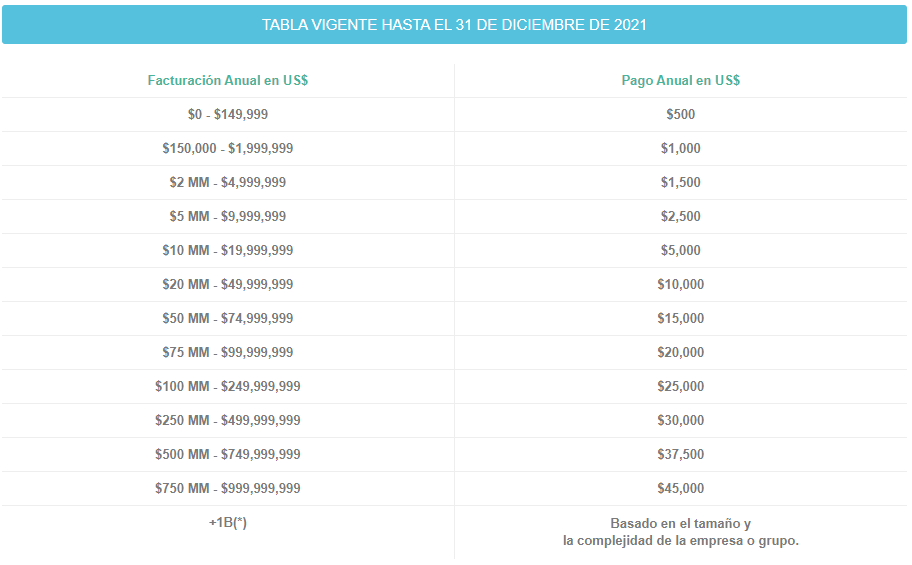 TABLA VIGENTE HASTA EL 31 DE DICIEMBRE DE 2021
Facturación Anual en US$ Pago Anual en US$
$0 - $149,999 $500
$150,000 - $1,999,999 $1,000
$2 MM - $4,999,999 $1,500
$5 MM - $9,999,999 $2,500
$10 MM - $19,999,999 $5,000
$20 MM - $49,999,999 $10,000
$50 MM - $74,999,999 $15,000
$75 MM - $99,999,999 $20,000
$100 MM - $249,999,999 $25,000
$250 MM - $499,999,999 $30,000
$500 MM - $749,999,999 $37,500
$750 MM - $999,999,999 $45,000
+1B(*) Basado en el tamaño y
la complejidad de la empresa o grupo.